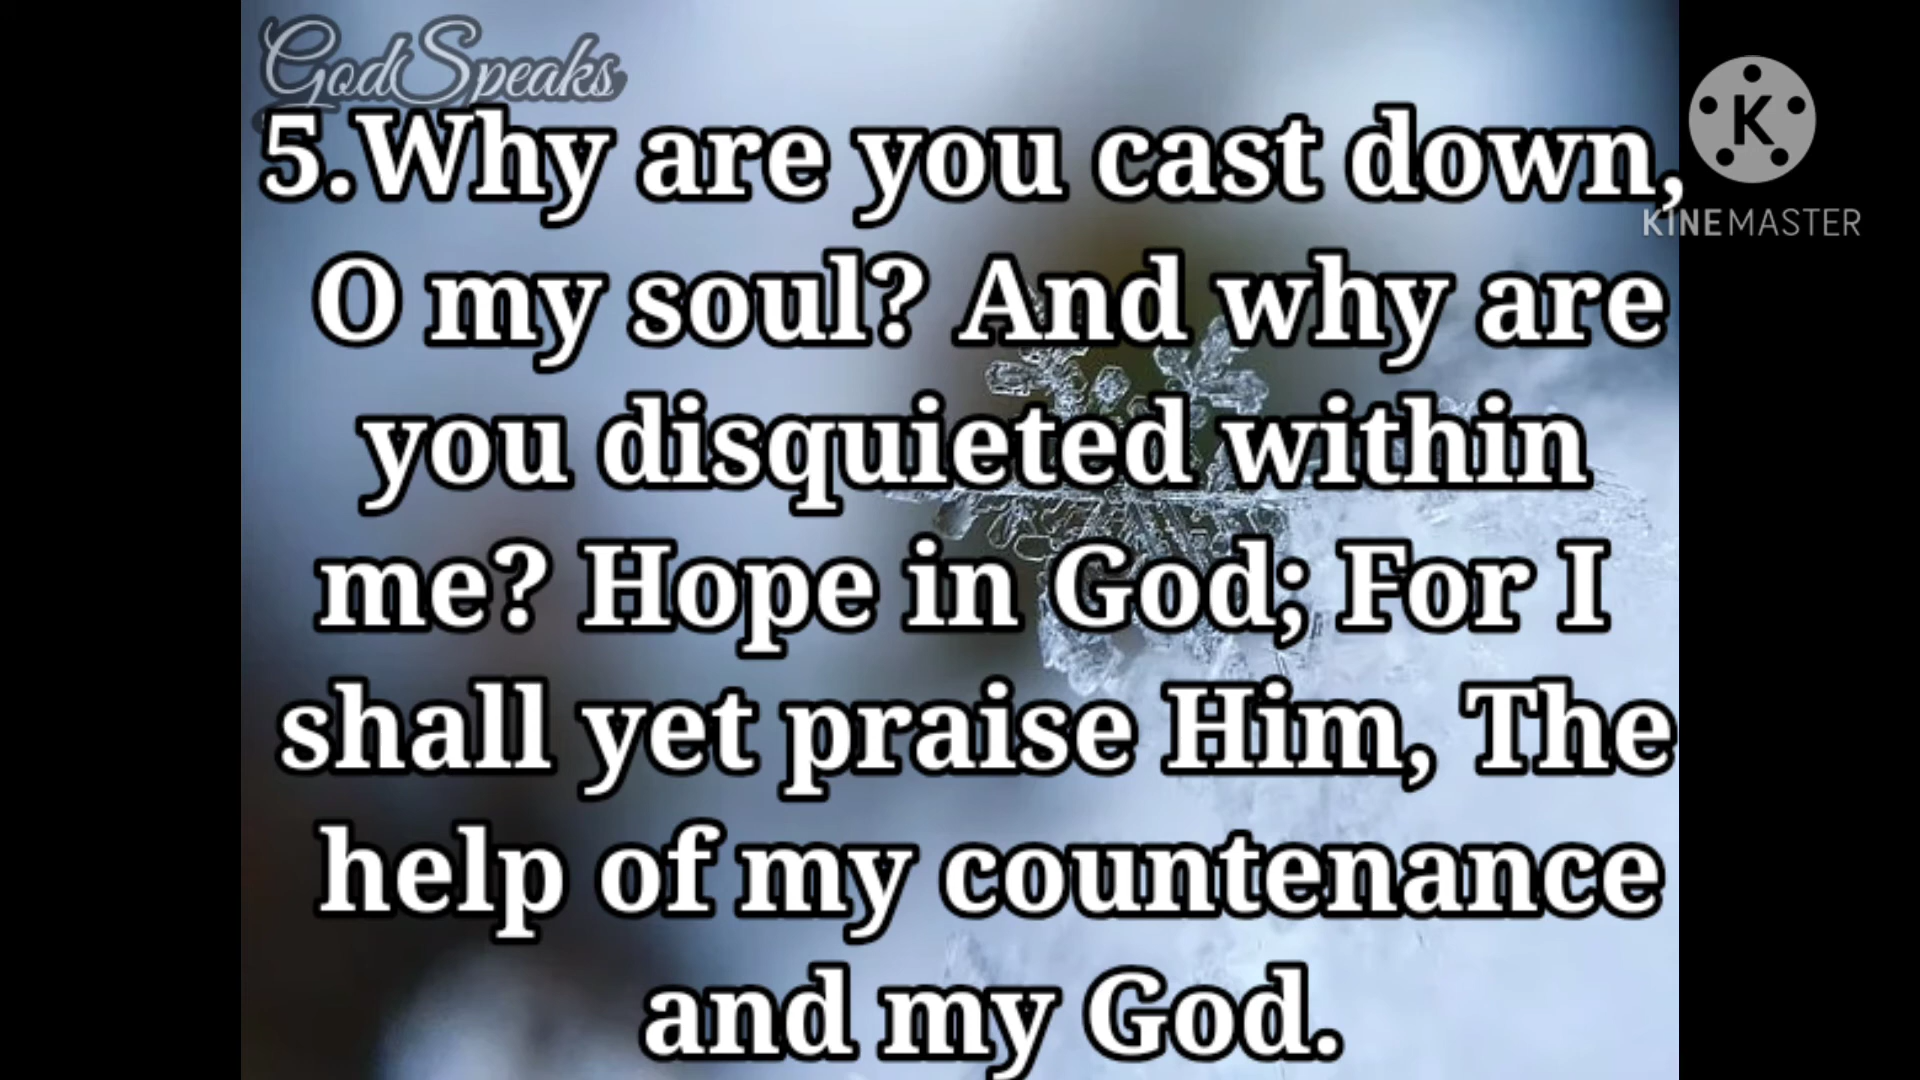 GodSpeaks
5.Why are you cast down,
O my soul? And why are
you disquieted within
me? Hope in God; For I
shall yet praise Him, The
help of my countenance
and my God.
K
KINEMASTER